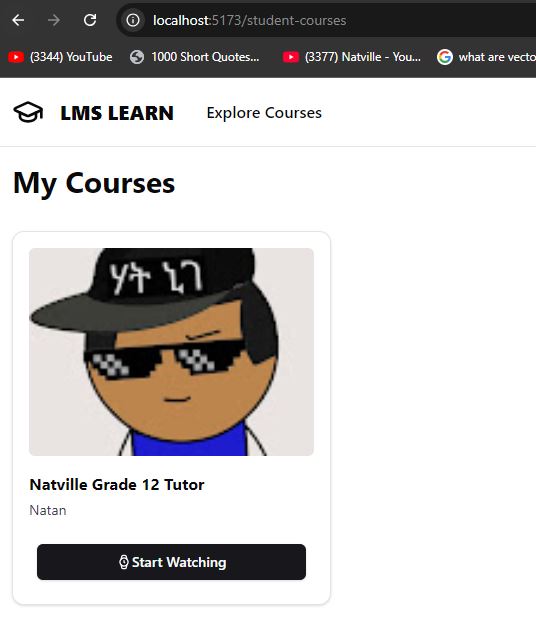 localhost:5173/student-courses
(3344) YouTube
1000 Short Quotes...
(3377) Natville - You...
what are vecto
LMS LEARN
Explore Courses
My Courses
ሃት ኒገ
Natville Grade 12 Tutor
Natan
Start Watching